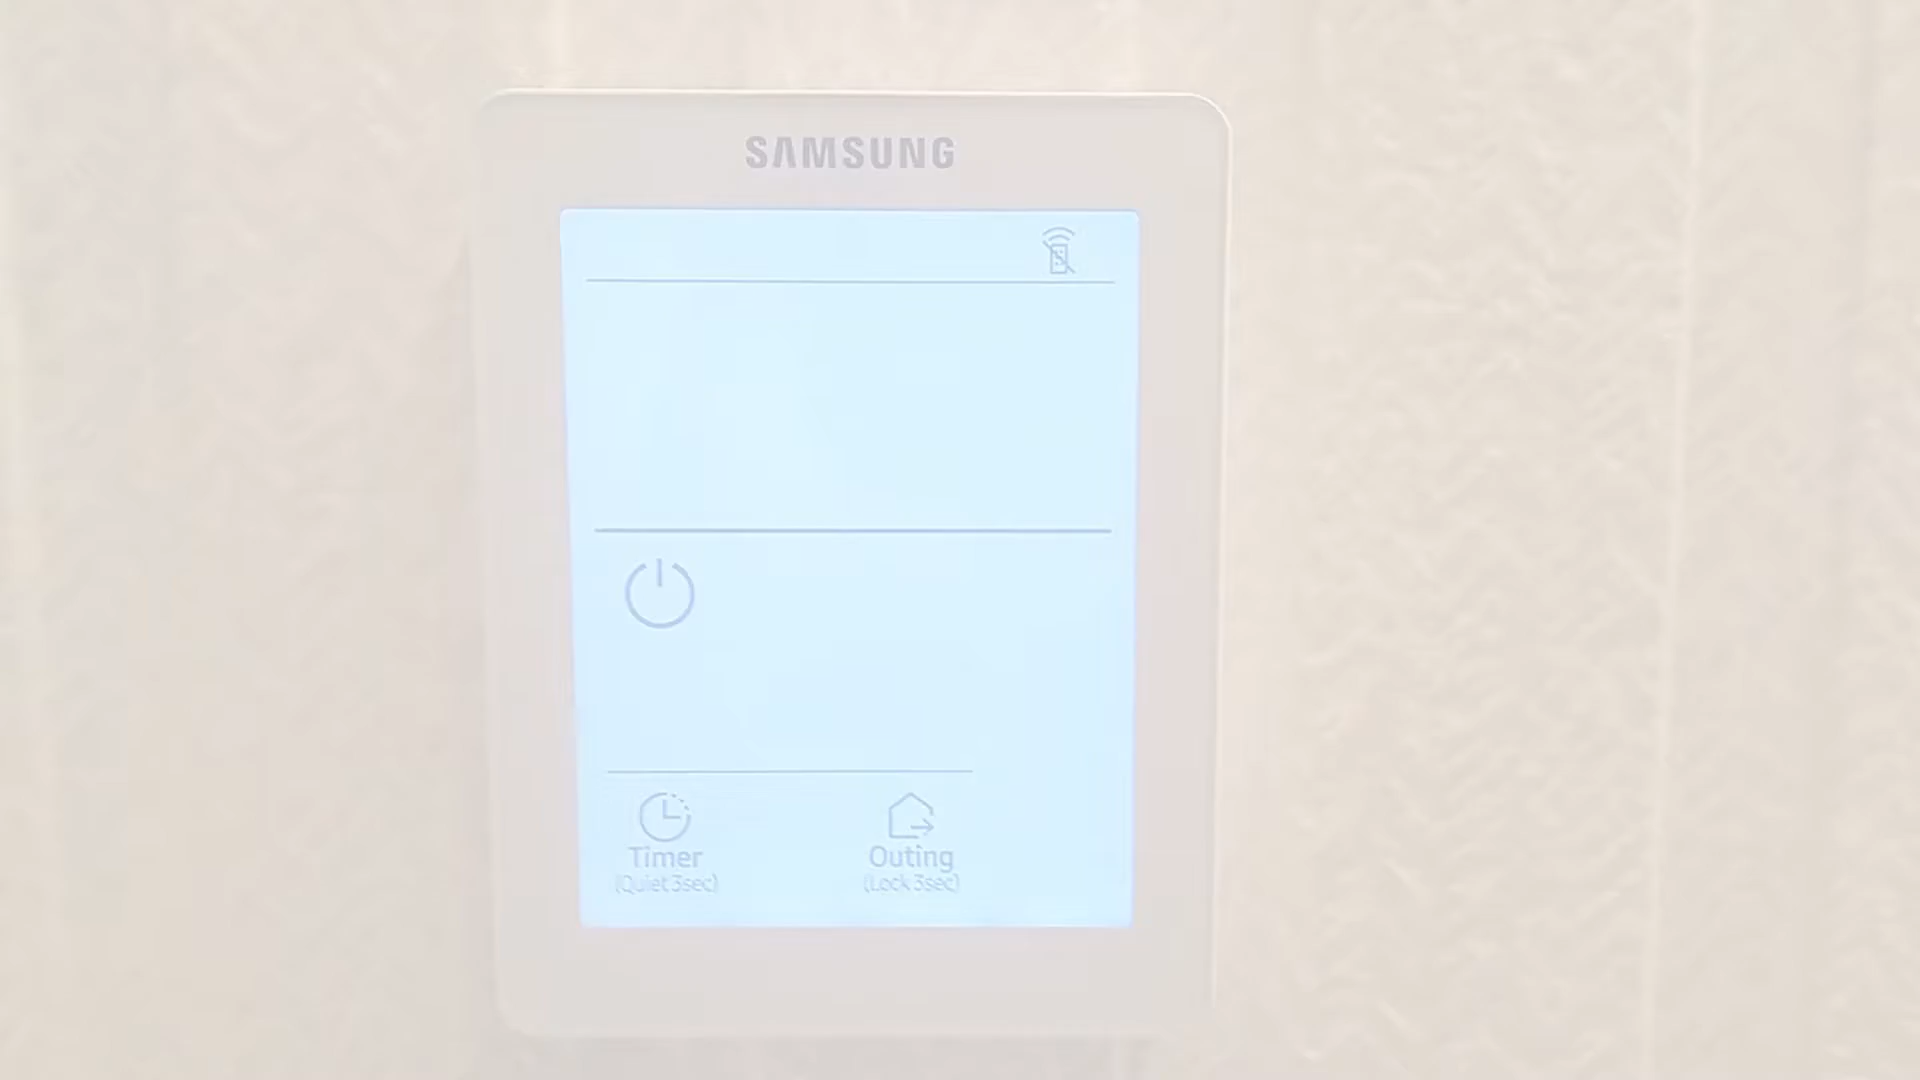 SAMSUNG
Timer
(Quiet 3sec)
Outing
(Lock 3sec)